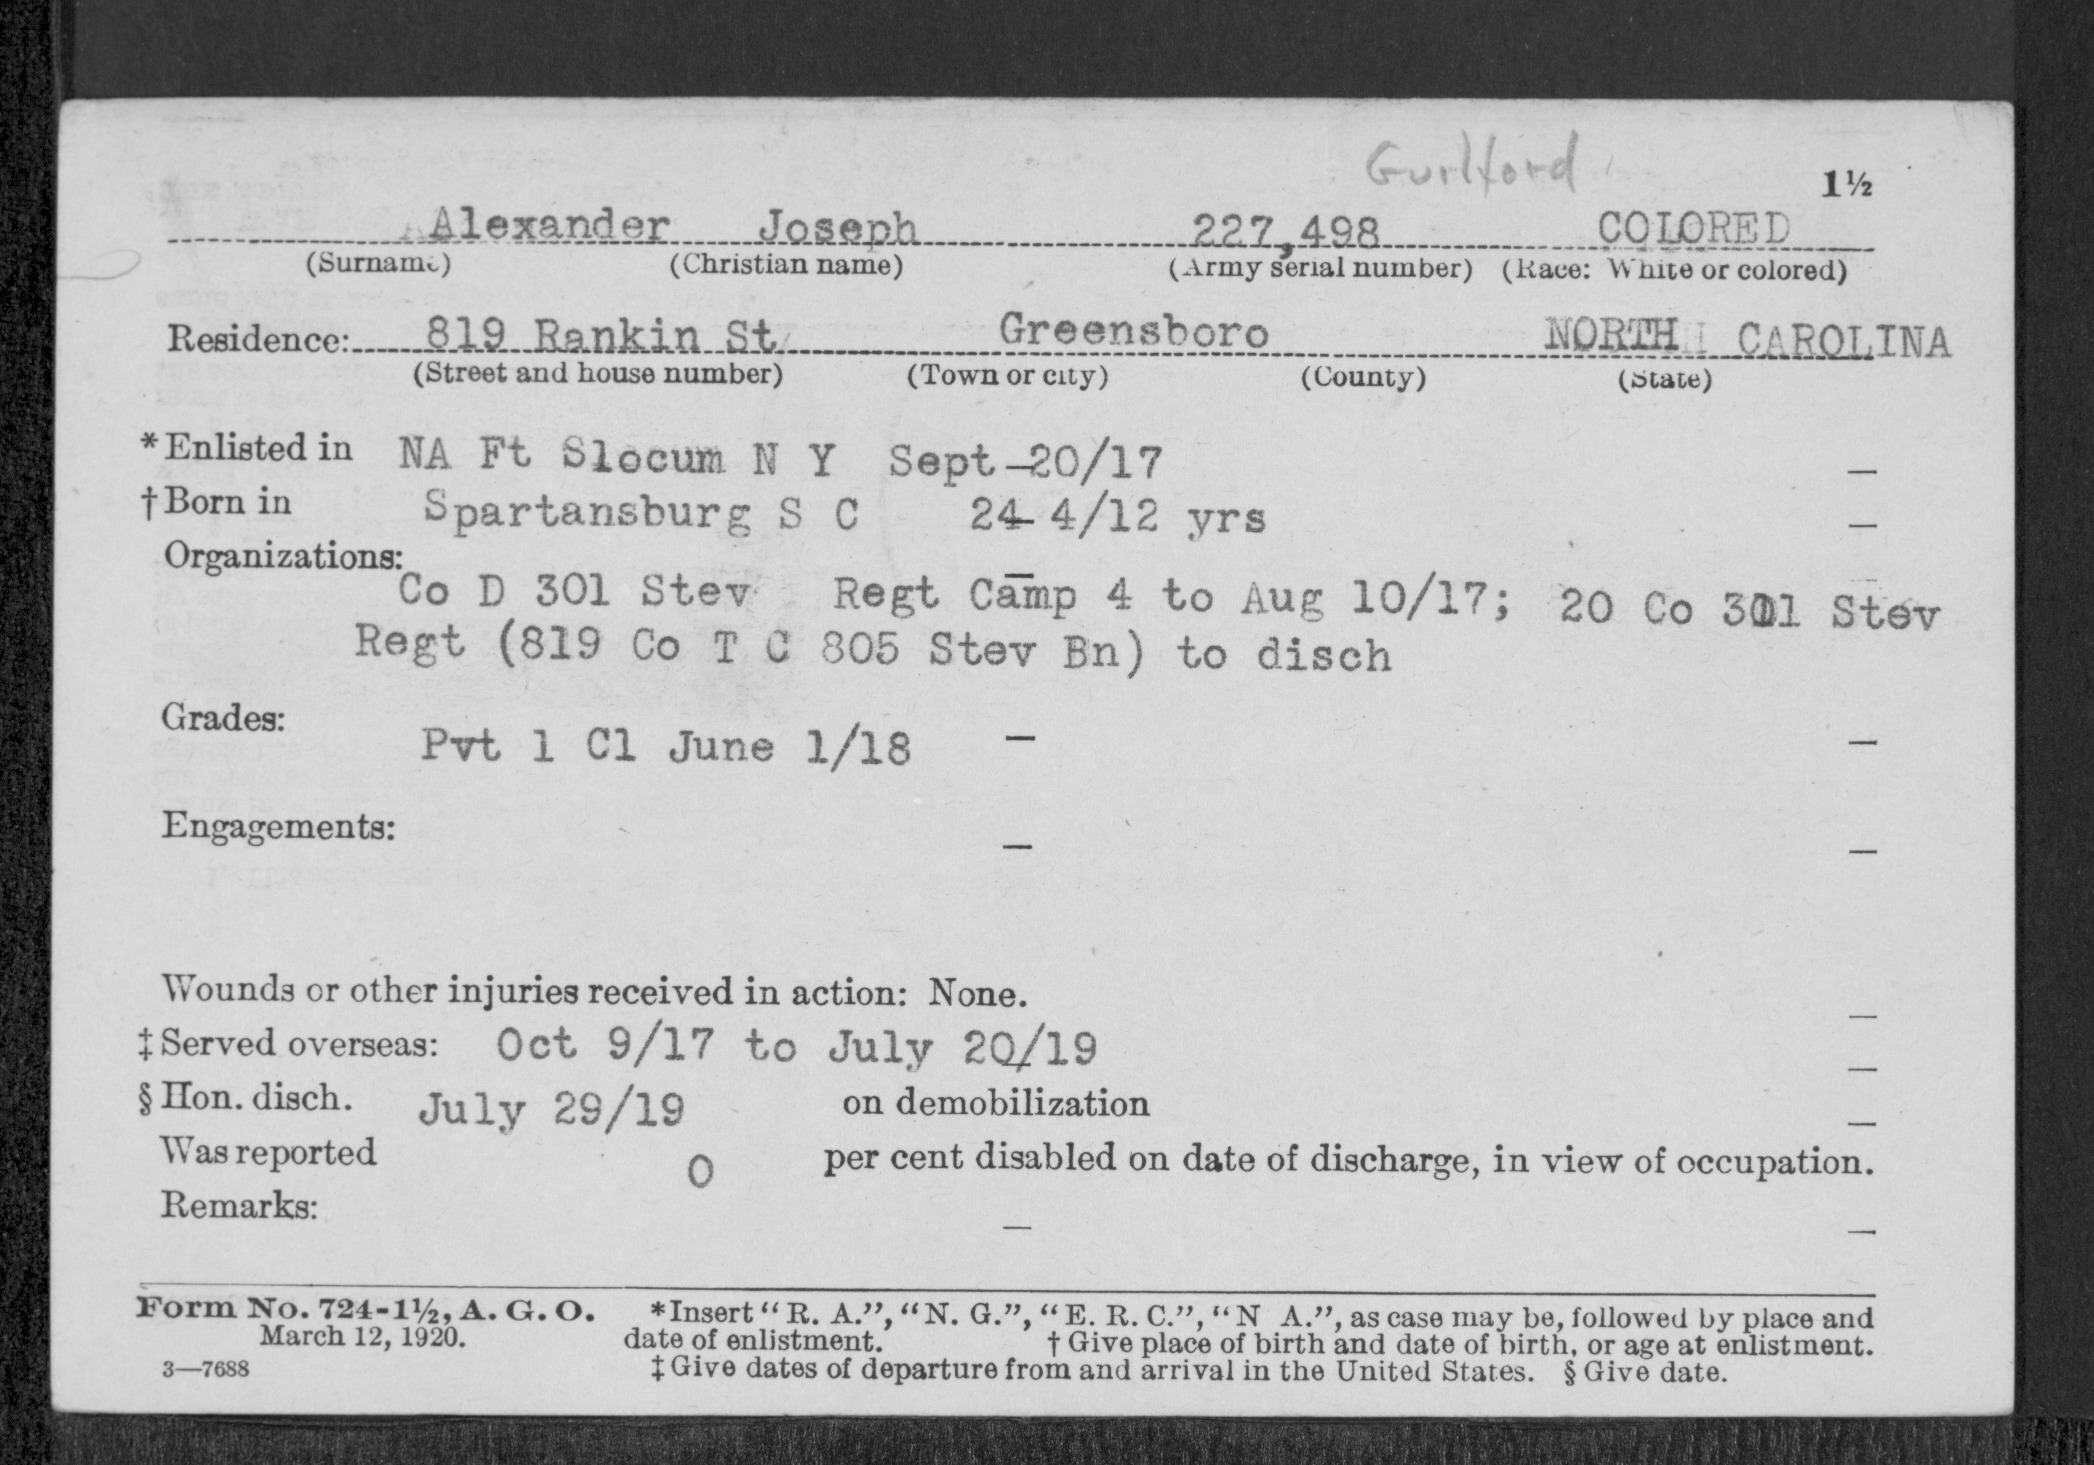 Guilford
1½
Alexander Joseph 227,498 COLORED
(Surname) (Christian name) (Army serial number) (Race: White or colored)
Residence: 819 Rankin St Greensboro NORTH CAROLINA
(Street and house number) (Town or city) (County) (State)
*Enlisted in NA Ft Slocum N Y Sept 20/17 —
†Born in Spartansburg S C 24 4/12 yrs —
Organizations:
Co D 301 Stev Regt Camp 4 to Aug 10/17; 20 Co 301 Stev
Regt (819 Co T C 805 Stev Bn) to disch
Grades:
Pvt 1 Cl June 1/18 — —
Engagements:
— —
Wounds or other injuries received in action: None. —
‡Served overseas: Oct 9/17 to July 20/19 —
§Hon. disch. July 29/19 on demobilization —
Was reported 0 per cent disabled on date of discharge, in view of occupation.
Remarks:
— —
Form No. 724-1½, A. G. O. *Insert "R. A.", "N. G.", "E. R. C.", "N A.", as case may be, followed by place and
March 12, 1920. date of enlistment. †Give place of birth and date of birth, or age at enlistment.
3—7688 ‡Give dates of departure from and arrival in the United States. §Give date.